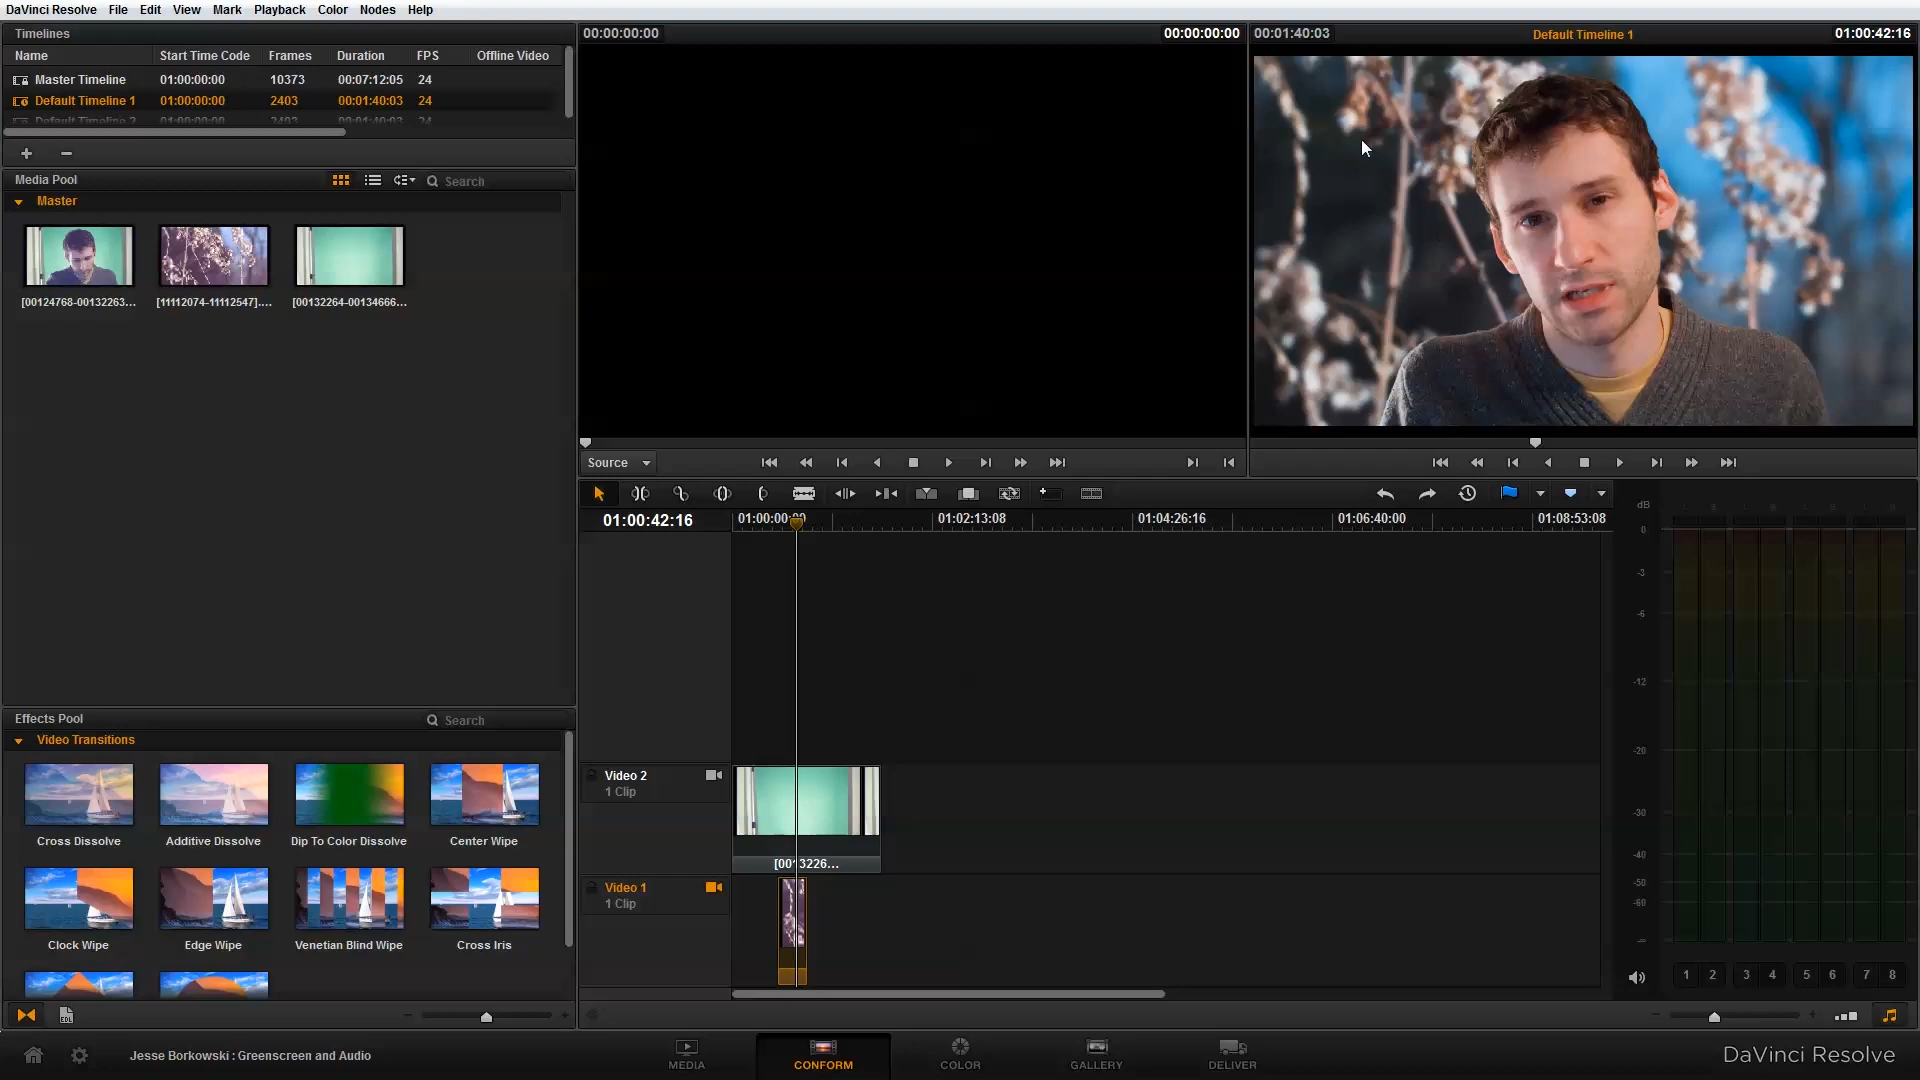 DaVinci Resolve File Edit View Mark Playback Color Nodes Help
Timelines
Name Start Time Code Frames Duration FPS Offline Video
Master Timeline 01:00:00:00 10373 00:07:12:05 24
Default Timeline 1 01:00:00:00 2403 00:01:40:03 24
Media Pool Search
Master
[00124768-00132263... [11112074-11112547].... [00132264-00134666...
00:00:00:00 00:00:00:00
00:01:40:03 Default Timeline 1 01:00:42:16
Source
01:00:42:16 01:02:13:08 01:04:26:16 01:06:40:00 01:08:53:08
Video 2
1 Clip
Video 1
1 Clip
dB
0
-3
-6
-12
-20
-30
-40
-50
-60
1 2 3 4 5 6 7 8
Effects Pool Search
Video Transitions
Cross Dissolve Additive Dissolve Dip To Color Dissolve Center Wipe
Clock Wipe Edge Wipe Venetian Blind Wipe Cross Iris
EDL
Jesse Borkowski : Greenscreen and Audio
MEDIA CONFORM COLOR GALLERY DELIVER
DaVinci Resolve